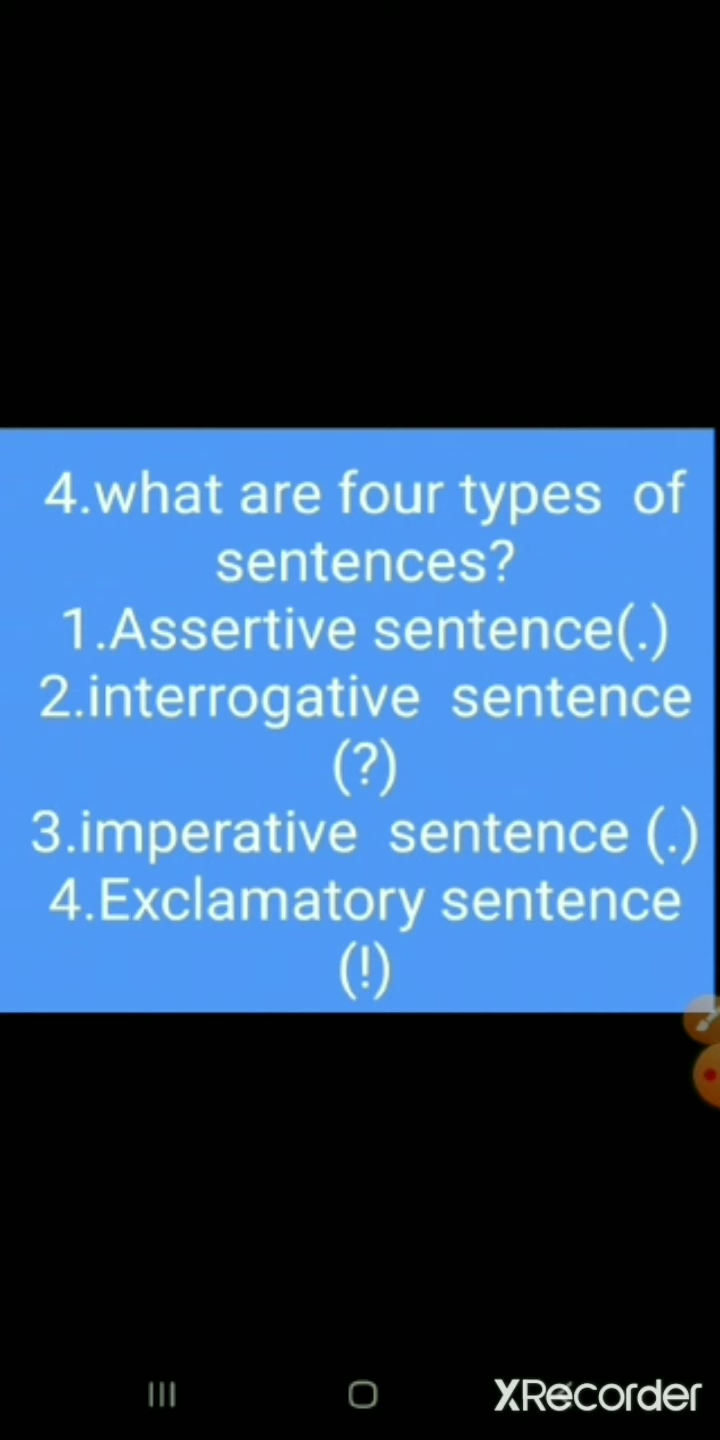 4.what are four types of
sentences?
1.Assertive sentence(.)
2.interrogative sentence
(?)
3.imperative sentence (.)
4.Exclamatory sentence
(!)
XRecorder